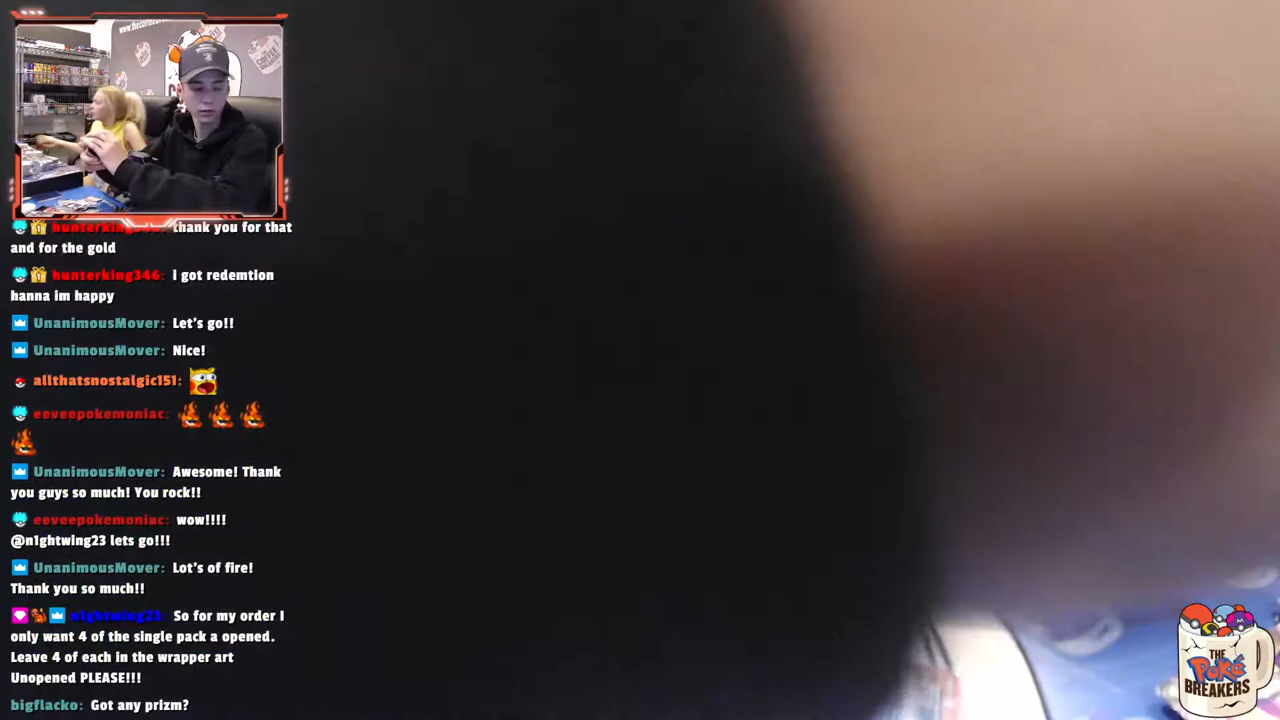 hunterking346: thank you for that
and for the gold
hunterking346: i got redemtion
hanna im happy
UnanimousMover: Let's go!!
UnanimousMover: Nice!
allthatsnostalgic151:
eeveepokemoniac:
UnanimousMover: Awesome! Thank
you guys so much! You rock!!
eeveepokemoniac: wow!!!!
@n1ghtwing23 lets go!!!
UnanimousMover: Lot's of fire!
Thank you so much!!
n1ghtwing23: So for my order I
only want 4 of the single pack a opened.
Leave 4 of each in the wrapper art
Unopened PLEASE!!!
bigflacko: Got any prizm?
THE
Poké
BREAKERS